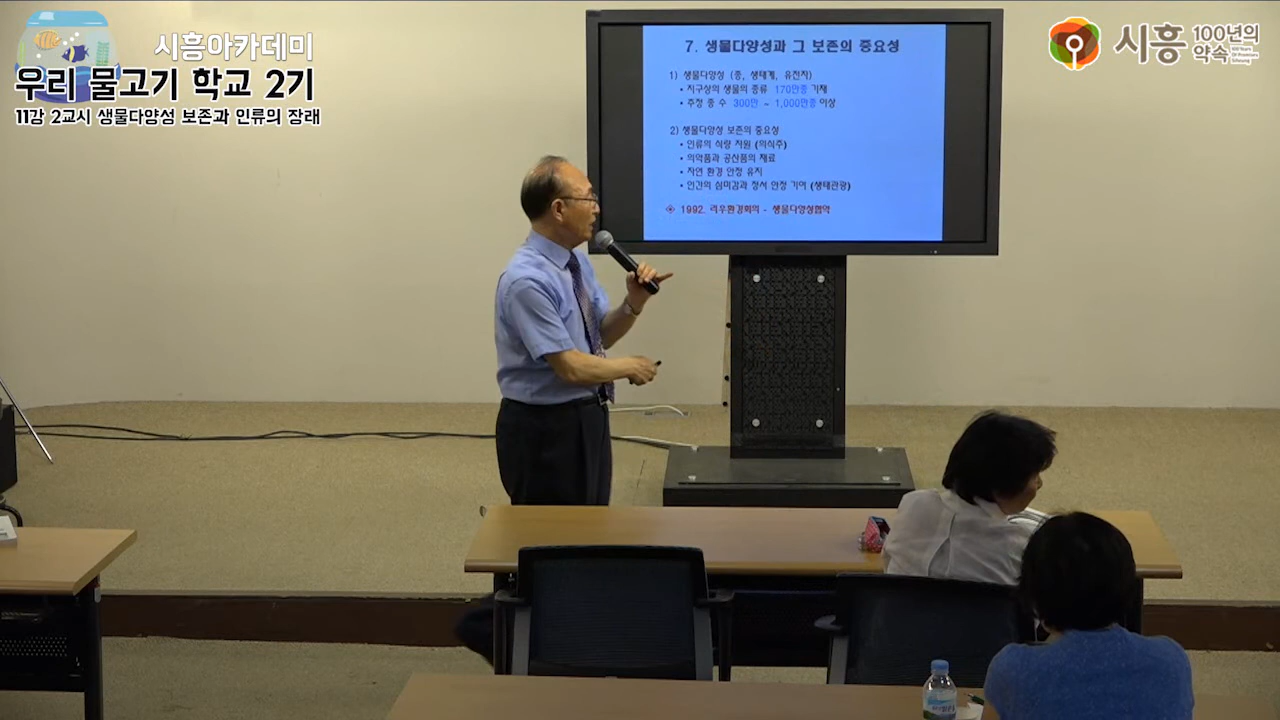 시흥아카데미
우리 물고기 학교 2기
11강 2교시 생물다양성 보존과 인류의 장래
시흥 100년의 약속
7. 생물다양성과 그 보존의 중요성
1) 생물다양성 (종, 생태계, 유전자)
• 지구상의 생물의 종류 170만종 기재
• 추정 종 수 300만 ~ 1,000만종 이상
2) 생물다양성 보존의 중요성
• 인류의 식량 자원 (의식주)
• 의약품과 공산품의 재료
• 자연 환경 안정 유지
• 인간의 심미감과 정서 안정 기여 (생태관광)
◈ 1992. 리우환경회의 - 생물다양성협약